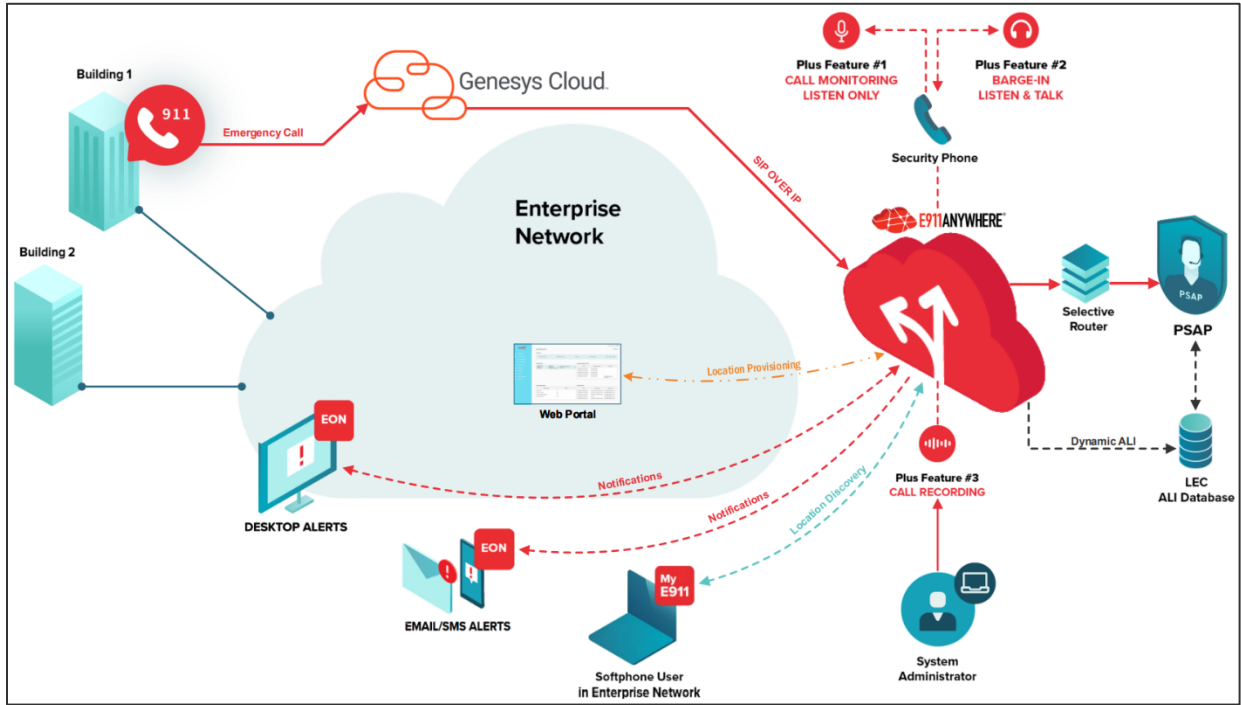 Building 1
911
Emergency Call
Genesys Cloud.
Plus Feature #1
CALL MONITORING
LISTEN ONLY
Plus Feature #2
BARGE-IN
LISTEN & TALK
Security Phone
SIP OVER IP
Enterprise
Network
E911ANYWHERE®
Building 2
Selective
Router
PSAP
PSAP
Location Provisioning
Web Portal
EON
DESKTOP ALERTS
Notifications
Notifications
Location Discovery
Plus Feature #3
CALL RECORDING
Dynamic ALI
LEC
ALI Database
EON
EMAIL/SMS ALERTS
My
E911
Softphone User
in Enterprise Network
System
Administrator